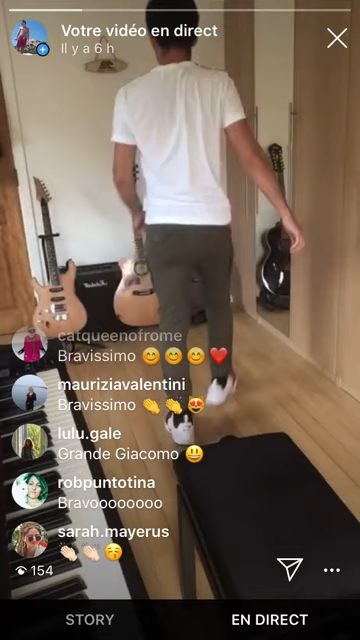 Votre vidéo en direct
Il y a 6 h
catqueenofrome
Bravissimo 😊😊😊❤️
mauriziavalentini
Bravissimo 👏👏😻
lulu.gale
Grande Giacomo 😃
robpuntotina
Bravoooooooo
sarah.mayerus
👏🏻👏🏻😚
154
STORY
EN DIRECT